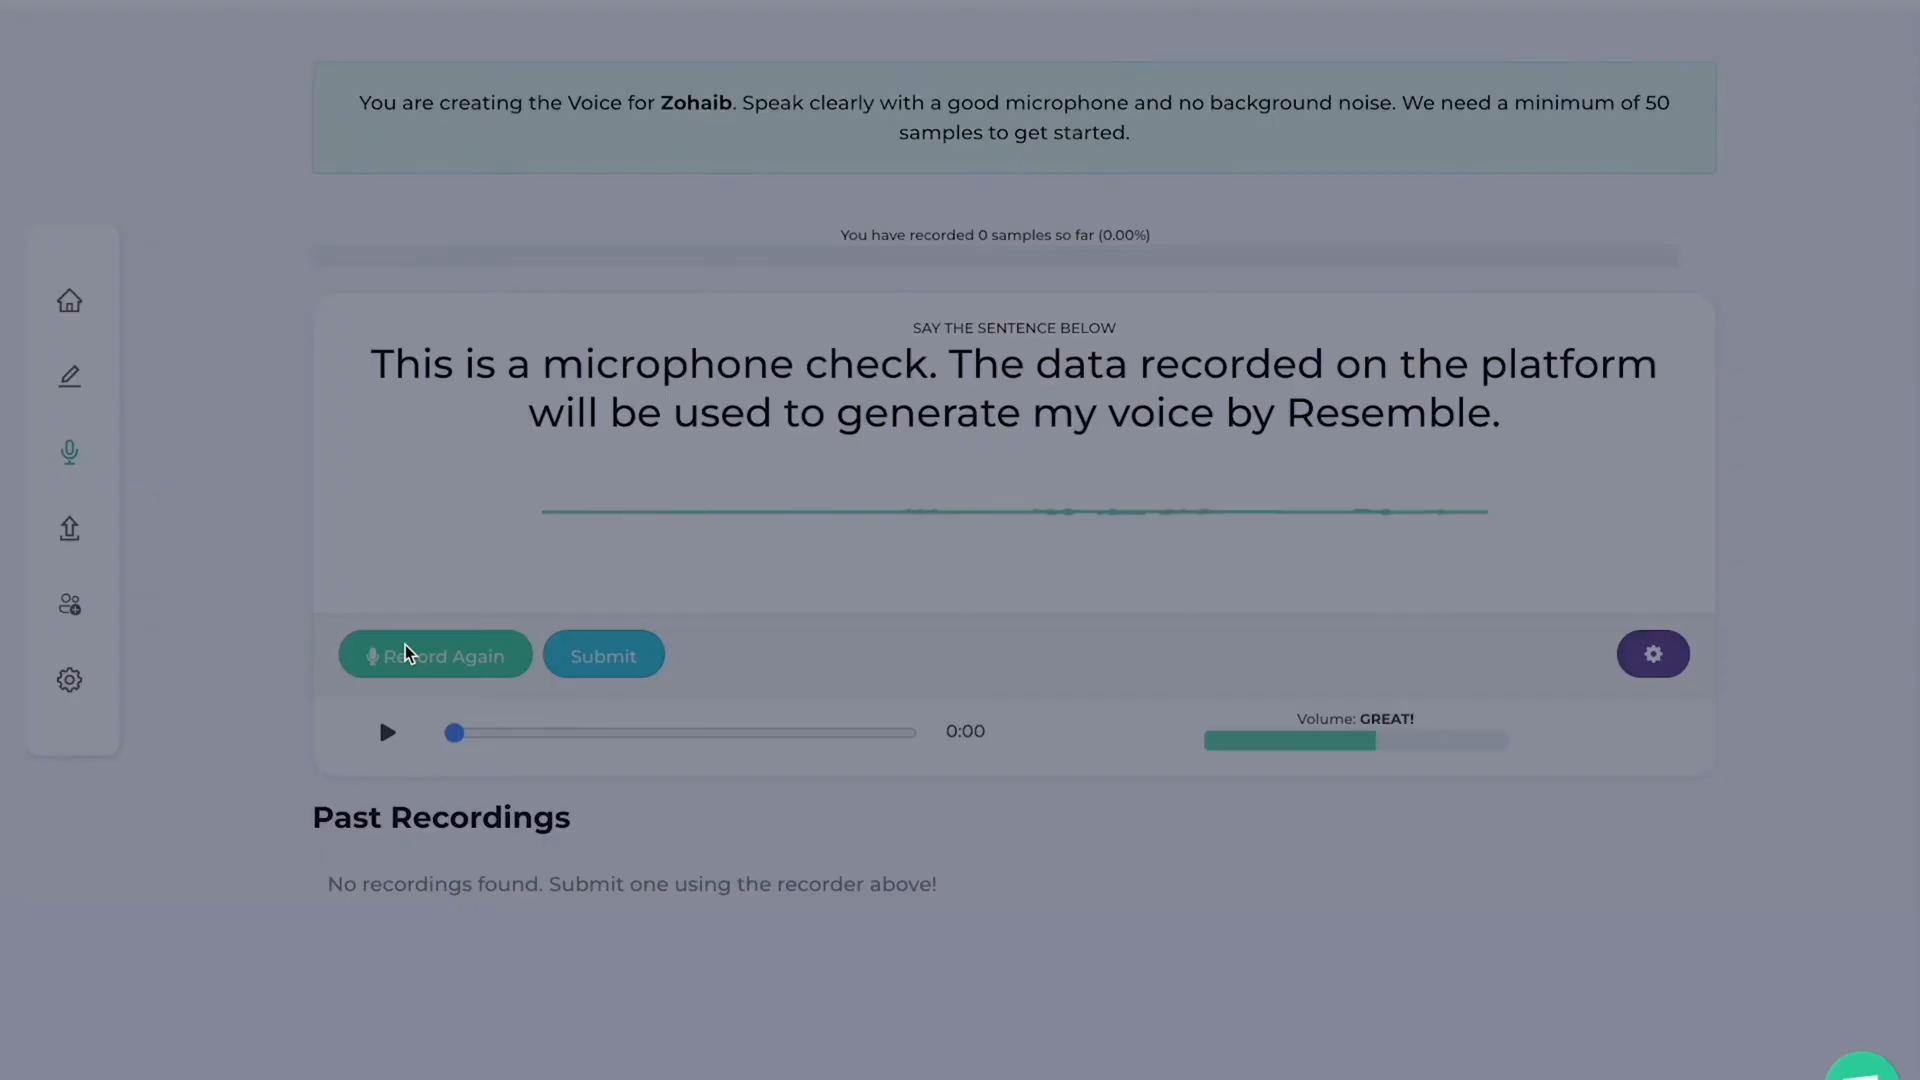 You are creating the Voice for Zohaib. Speak clearly with a good microphone and no background noise. We need a minimum of 50
samples to get started.
You have recorded 0 samples so far (0.00%)
SAY THE SENTENCE BELOW
This is a microphone check. The data recorded on the platform
will be used to generate my voice by Resemble.
Record Again
Submit
0:00
Volume: GREAT!
Past Recordings
No recordings found. Submit one using the recorder above!